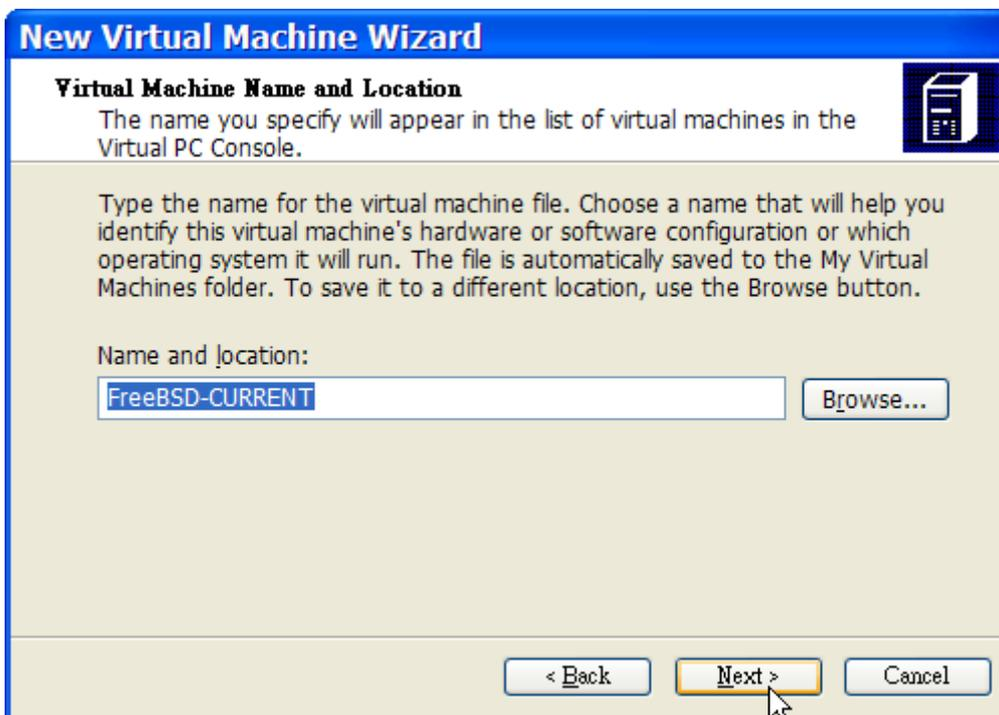 New Virtual Machine Wizard
Virtual Machine Name and Location
The name you specify will appear in the list of virtual machines in the
Virtual PC Console.
Type the name for the virtual machine file. Choose a name that will help you
identify this virtual machine's hardware or software configuration or which
operating system it will run. The file is automatically saved to the My Virtual
Machines folder. To save it to a different location, use the Browse button.
Name and location:
FreeBSD-CURRENT
Browse...
< Back
Next >
Cancel